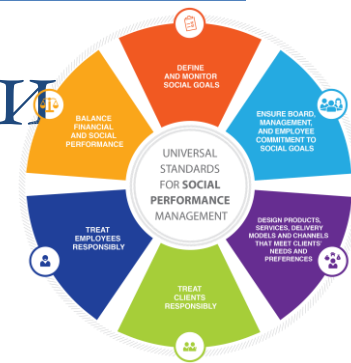 И
DEFINE
AND MONITOR
SOCIAL GOALS
ENSURE BOARD,
MANAGEMENT,
AND EMPLOYEE
COMMITMENT TO
SOCIAL GOALS
DESIGN PRODUCTS,
SERVICES, DELIVERY
MODELS AND CHANNELS
THAT MEET CLIENTS'
NEEDS AND
PREFERENCES
TREAT
CLIENTS
RESPONSIBLY
TREAT
EMPLOYEES
RESPONSIBLY
BALANCE
FINANCIAL
AND SOCIAL
PERFORMANCE
UNIVERSAL
STANDARDS
FOR SOCIAL
PERFORMANCE
MANAGEMENT